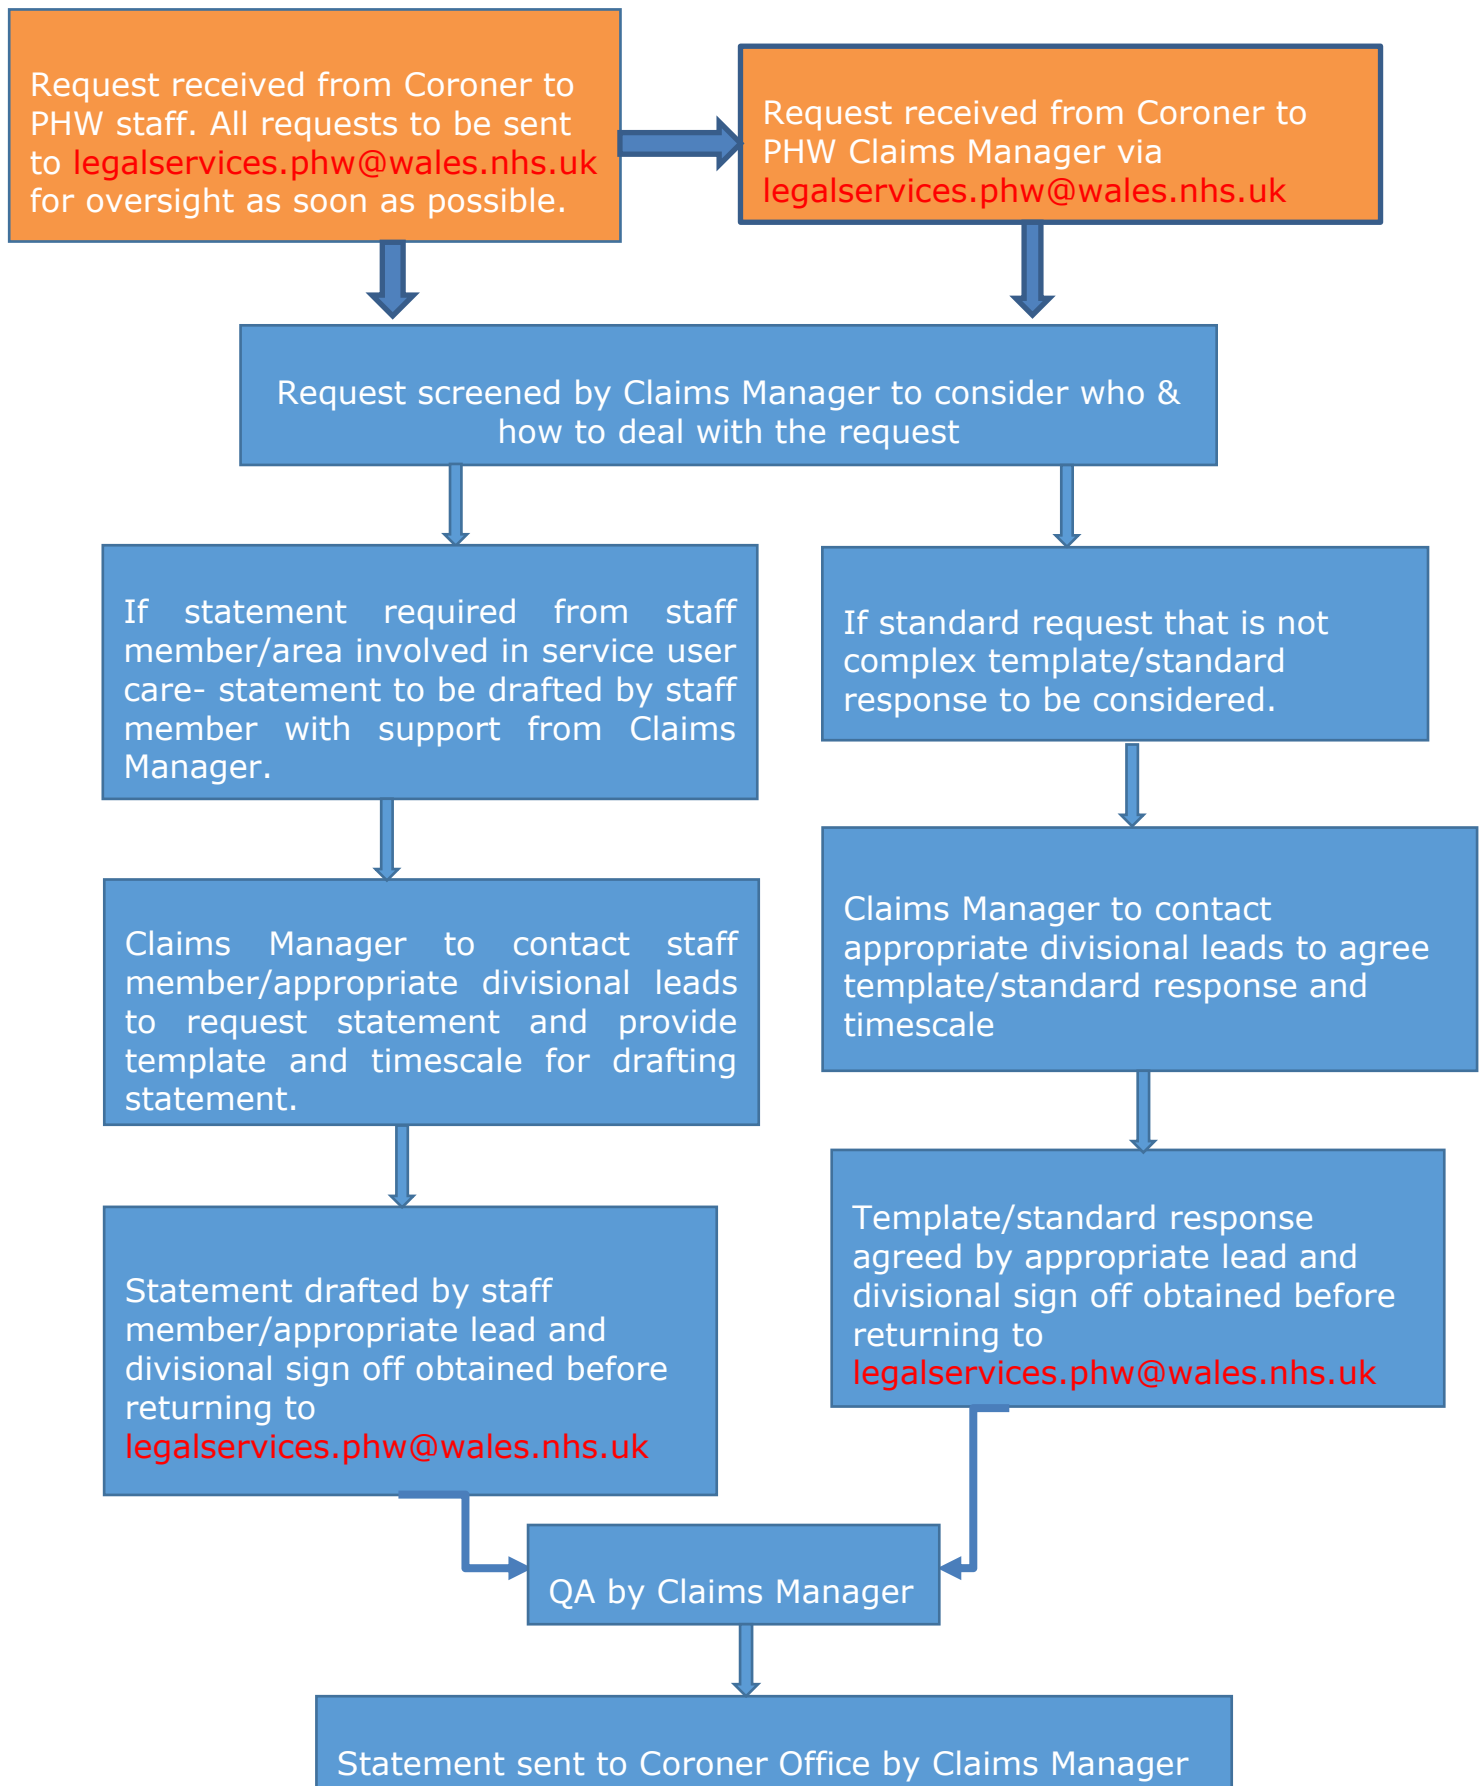 Request received from Coroner to
PHW staff. All requests to be sent
to legalservices.phw@wales.nhs.uk
for oversight as soon as possible.
Request received from Coroner to
PHW Claims Manager via
legalservices.phw@wales.nhs.uk
Request screened by Claims Manager to consider who &
how to deal with the request
If statement required from staff
member/area involved in service user
care- statement to be drafted by staff
member with support from Claims
Manager.
If standard request that is not
complex template/standard
response to be considered.
Claims Manager to contact staff
member/appropriate divisional leads
to request statement and provide
template and timescale for drafting
statement.
Claims Manager to contact
appropriate divisional leads to agree
template/standard response and
timescale
Statement drafted by staff
member/appropriate lead and
divisional sign off obtained before
returning to
legalservices.phw@wales.nhs.uk
Template/standard response
agreed by appropriate lead and
divisional sign off obtained before
returning to
legalservices.phw@wales.nhs.uk
QA by Claims Manager
Statement sent to Coroner Office by Claims Manager